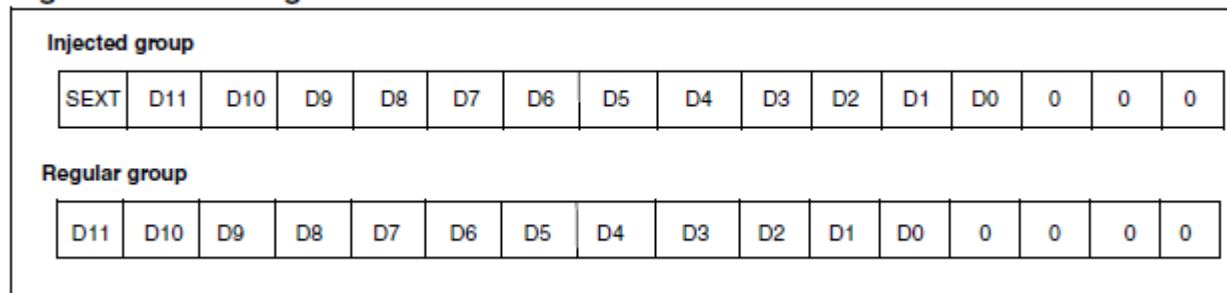 Injected group
SEXT D11 D10 D9 D8 D7 D6 D5 D4 D3 D2 D1 D0 0 0 0
Regular group
D11 D10 D9 D8 D7 D6 D5 D4 D3 D2 D1 D0 0 0 0 0